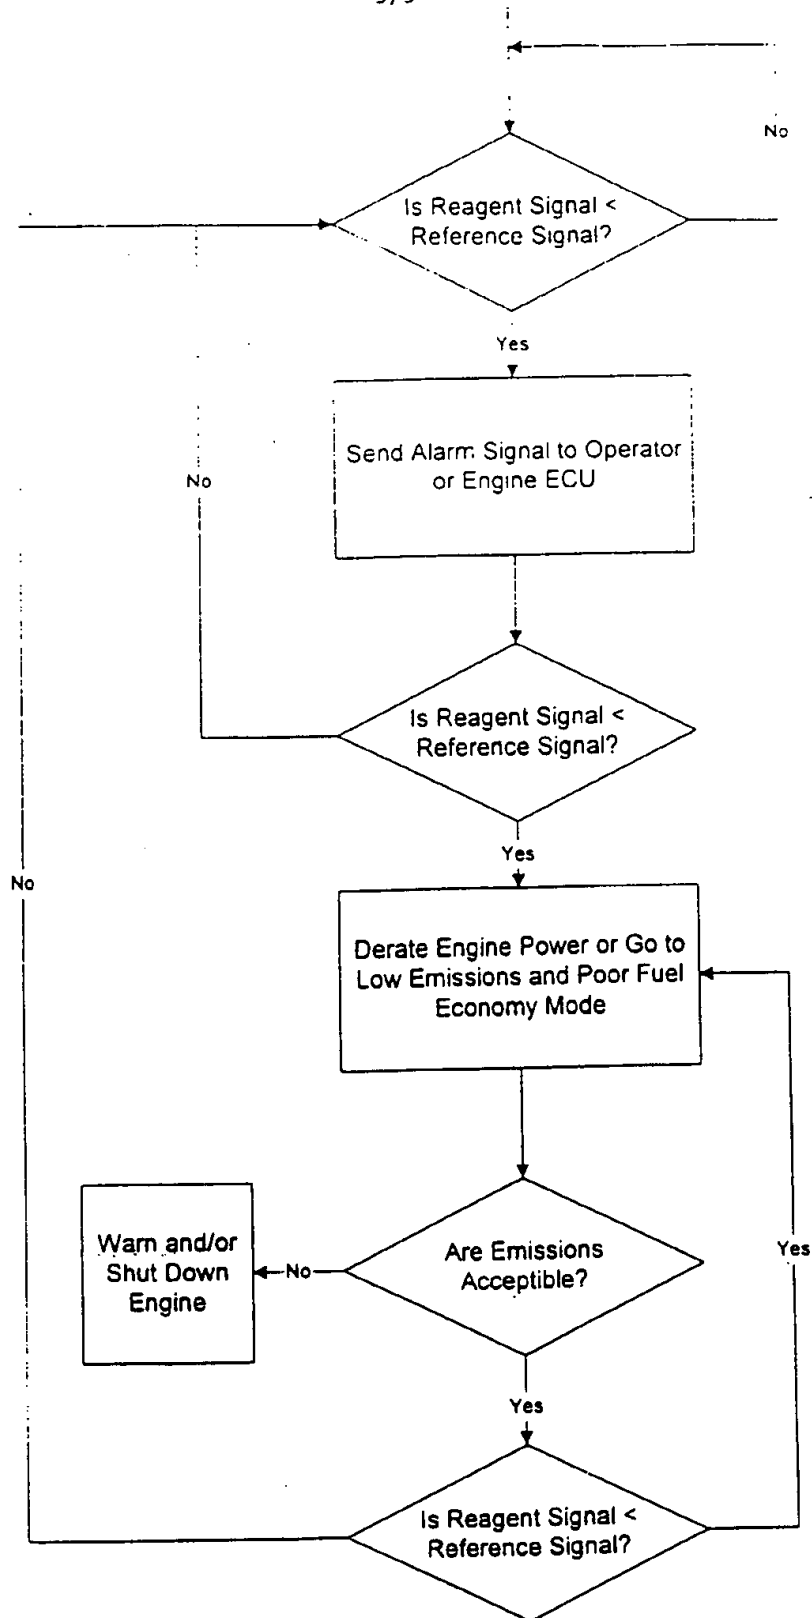 No
Is Reagent Signal <
Reference Signal?
Yes
Send Alarm Signal to Operator
or Engine ECU
No
Is Reagent Signal <
Reference Signal?
Yes
No
Derate Engine Power or Go to
Low Emissions and Poor Fuel
Economy Mode
Warn and/or
Shut Down
Engine
No
Are Emissions
Acceptible?
Yes
Yes
Is Reagent Signal <
Reference Signal?